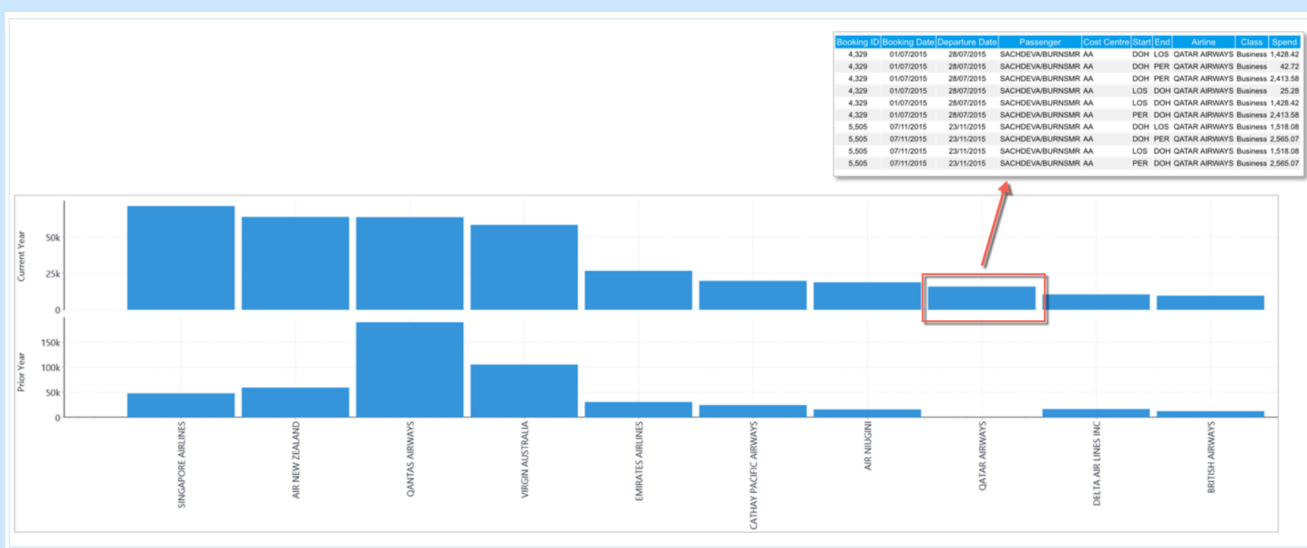 Booking ID Booking Date Departure Date Passenger Cost Centre Start End Airline Class Spend
4,329 01/07/2015 28/07/2015 SACHDEVA/BURNSMR AA DOH LOS QATAR AIRWAYS Business 1,428.42
4,329 01/07/2015 28/07/2015 SACHDEVA/BURNSMR AA DOH PER QATAR AIRWAYS Business 42.72
4,329 01/07/2015 28/07/2015 SACHDEVA/BURNSMR AA DOH PER QATAR AIRWAYS Business 2,413.58
4,329 01/07/2015 28/07/2015 SACHDEVA/BURNSMR AA LOS DOH QATAR AIRWAYS Business 25.28
4,329 01/07/2015 28/07/2015 SACHDEVA/BURNSMR AA LOS DOH QATAR AIRWAYS Business 1,428.42
4,329 01/07/2015 28/07/2015 SACHDEVA/BURNSMR AA PER DOH QATAR AIRWAYS Business 2,413.58
5,505 07/11/2015 23/11/2015 SACHDEVA/BURNSMR AA DOH LOS QATAR AIRWAYS Business 1,518.08
5,505 07/11/2015 23/11/2015 SACHDEVA/BURNSMR AA DOH PER QATAR AIRWAYS Business 2,565.07
5,505 07/11/2015 23/11/2015 SACHDEVA/BURNSMR AA LOS DOH QATAR AIRWAYS Business 1,518.08
5,505 07/11/2015 23/11/2015 SACHDEVA/BURNSMR AA PER DOH QATAR AIRWAYS Business 2,565.07
Current Year
50k
25k
0
Prior Year
150k
100k
50k
0
SINGAPORE AIRLINES
AIR NEW ZEALAND
QANTAS AIRWAYS
VIRGIN AUSTRALIA
EMIRATES AIRLINES
CATHAY PACIFIC AIRWAYS
AIR NIUGINI
QATAR AIRWAYS
DELTA AIR LINES INC
BRITISH AIRWAYS